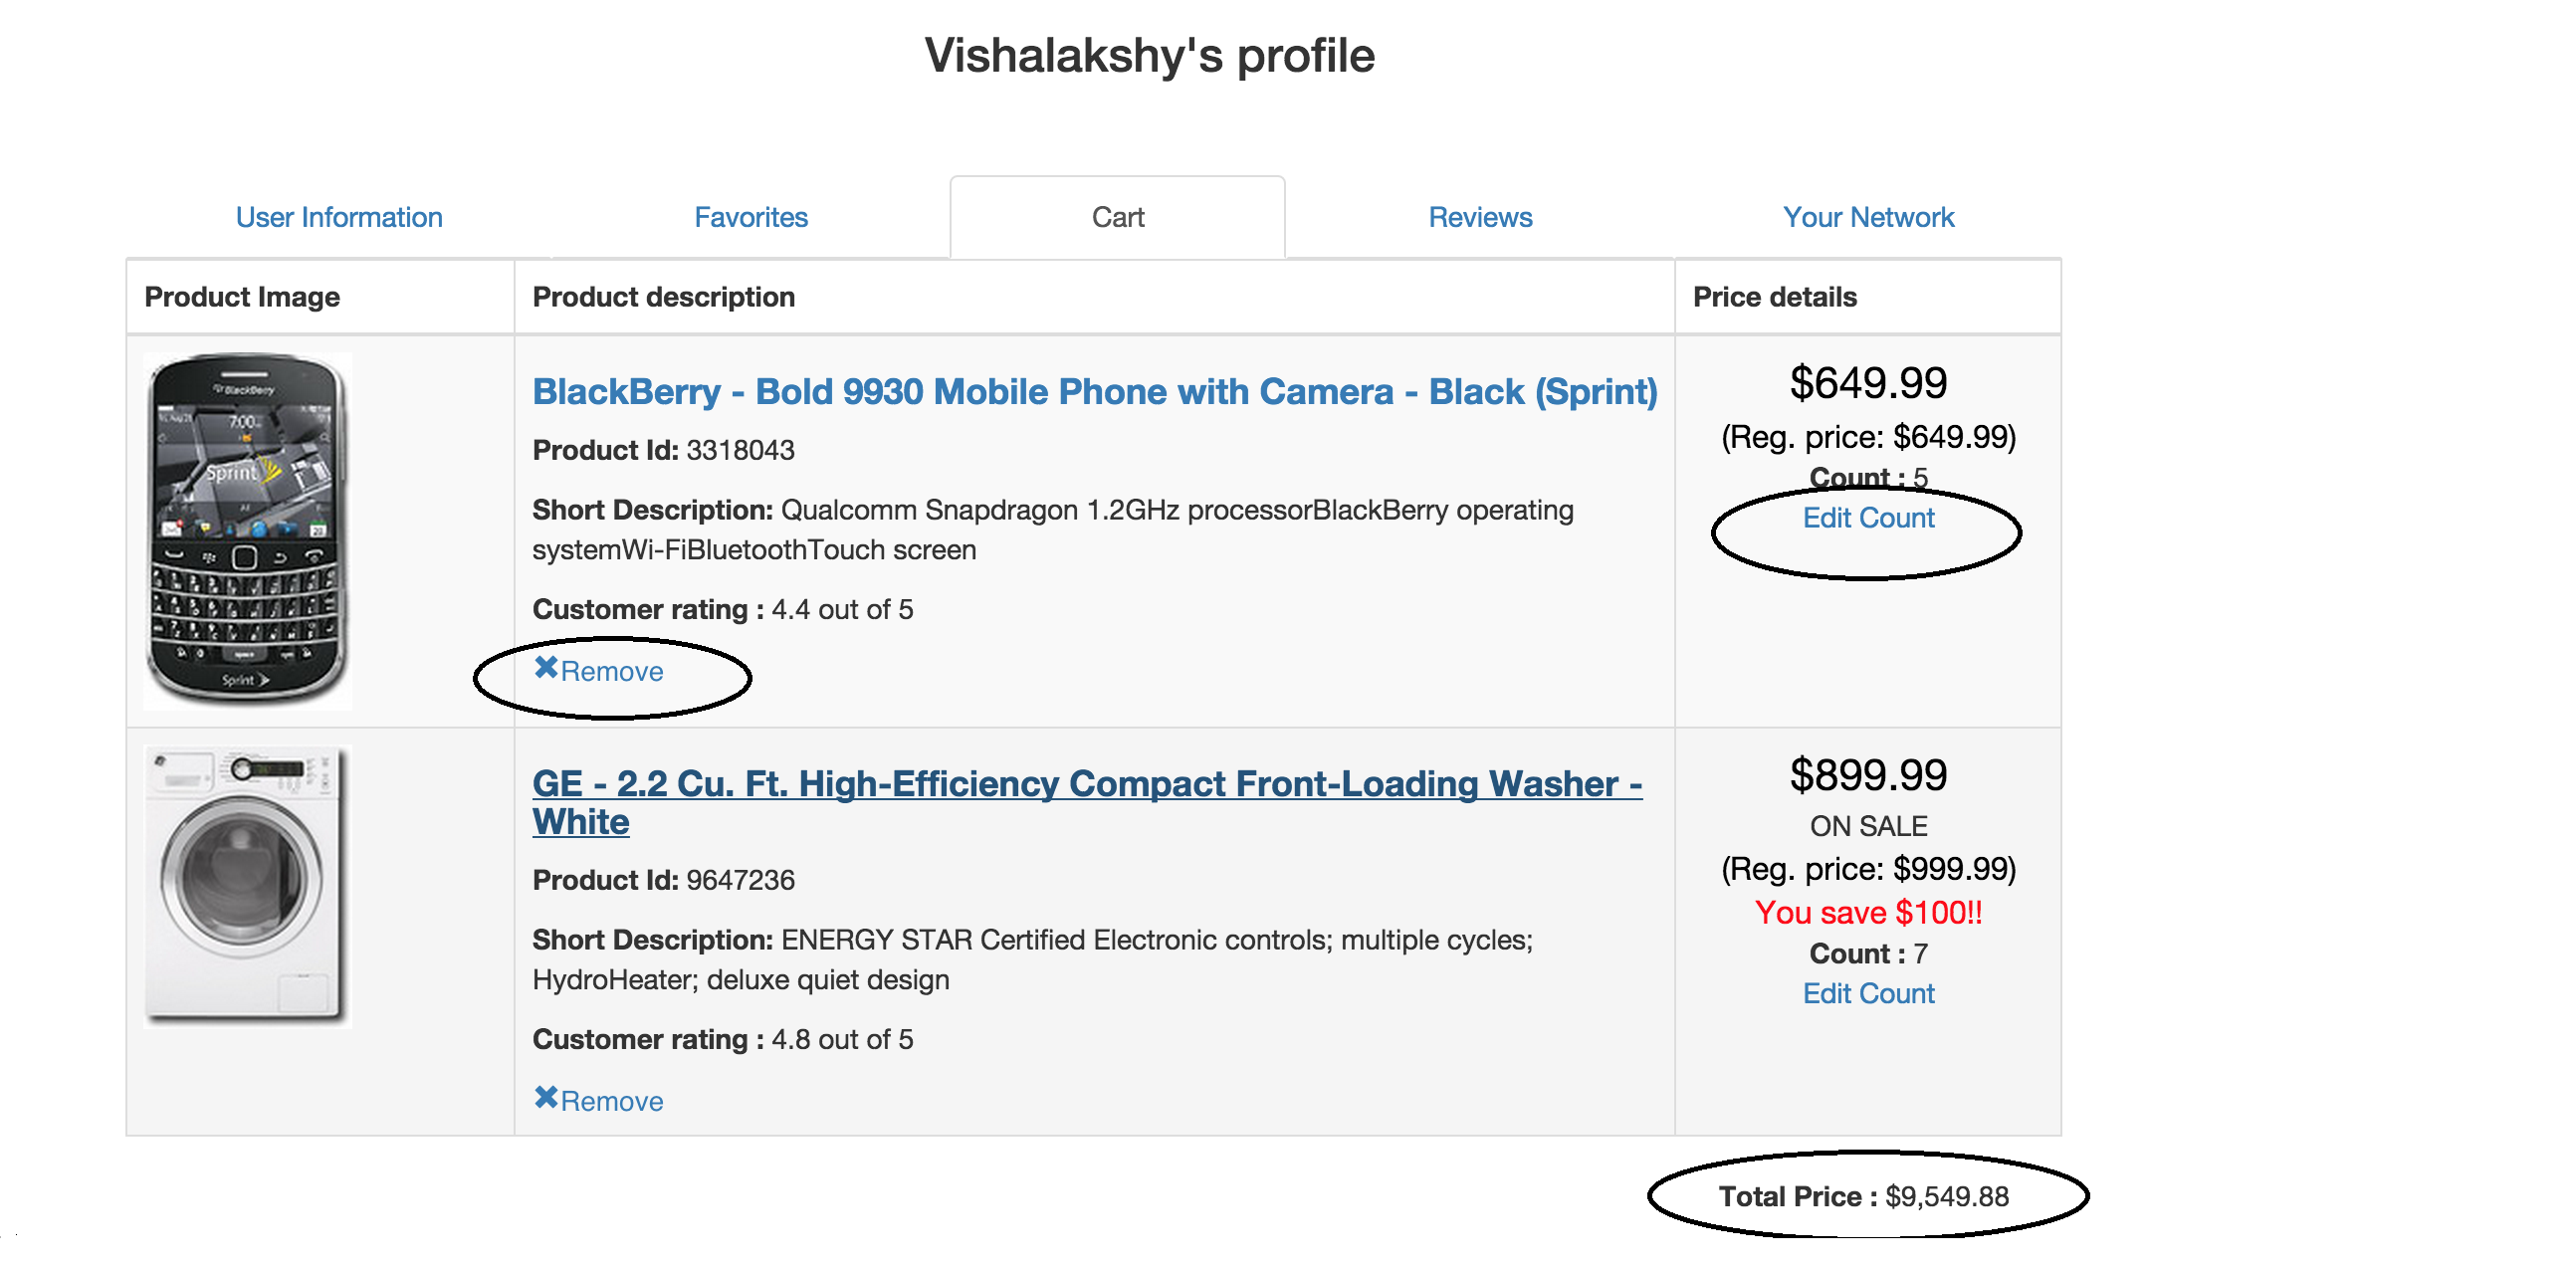 Vishalakshy's profile
User Information
Favorites
Cart
Reviews
Your Network
Product Image
Product description
Price details
BlackBerry
7:00
Sprint
Sprint
BlackBerry - Bold 9930 Mobile Phone with Camera - Black (Sprint)
Product Id: 3318043
Short Description: Qualcomm Snapdragon 1.2GHz processorBlackBerry operating
systemWi-FiBluetoothTouch screen
Customer rating : 4.4 out of 5
Remove
$649.99
(Reg. price: $649.99)
Count : 5
Edit Count
GE - 2.2 Cu. Ft. High-Efficiency Compact Front-Loading Washer -
White
Product Id: 9647236
Short Description: ENERGY STAR Certified Electronic controls; multiple cycles;
HydroHeater; deluxe quiet design
Customer rating : 4.8 out of 5
Remove
$899.99
ON SALE
(Reg. price: $999.99)
You save $100!!
Count : 7
Edit Count
Total Price : $9,549.88